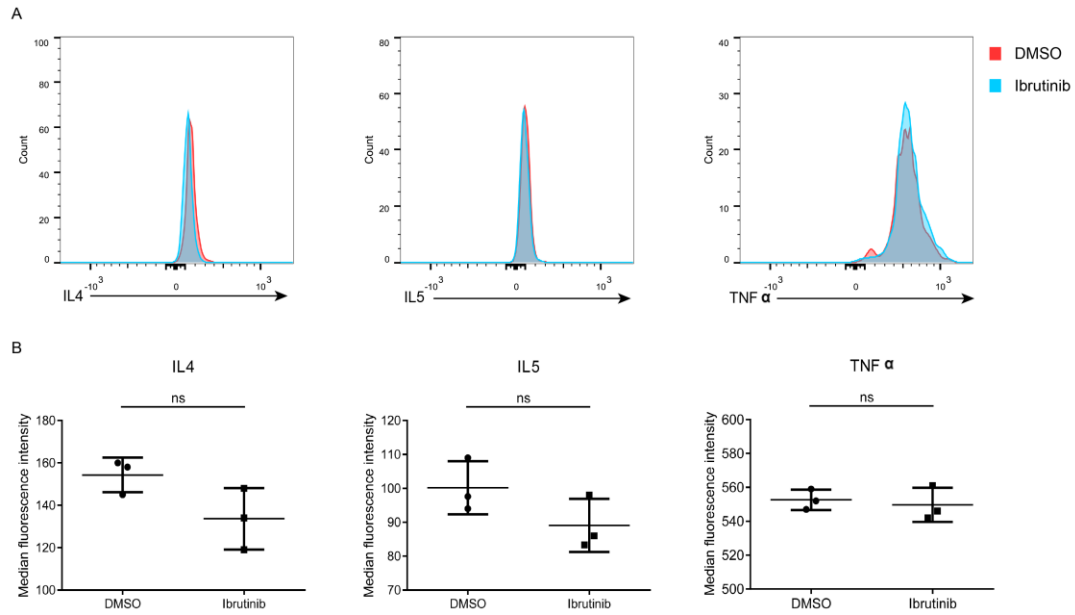 A
DMSO
Ibrutinib
100
80
60
40
20
0
Count
-10 3
0
10 3
IL4
80
60
40
20
0
Count
-10 3
0
10 3
IL5
40
30
20
10
0
Count
-10 3
0
10 3
TNF α
B
IL4
ns
Median fluorescence intensity
180
160
140
120
100
DMSO
Ibrutinib
IL5
ns
Median fluorescence intensity
120
110
100
90
80
70
DMSO
Ibrutinib
TNF α
ns
Median fluorescence intensity
600
580
560
540
520
500
DMSO
Ibrutinib